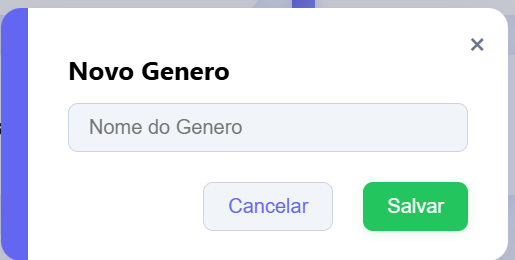 ×
Novo Genero
Nome do Genero
Cancelar
Salvar